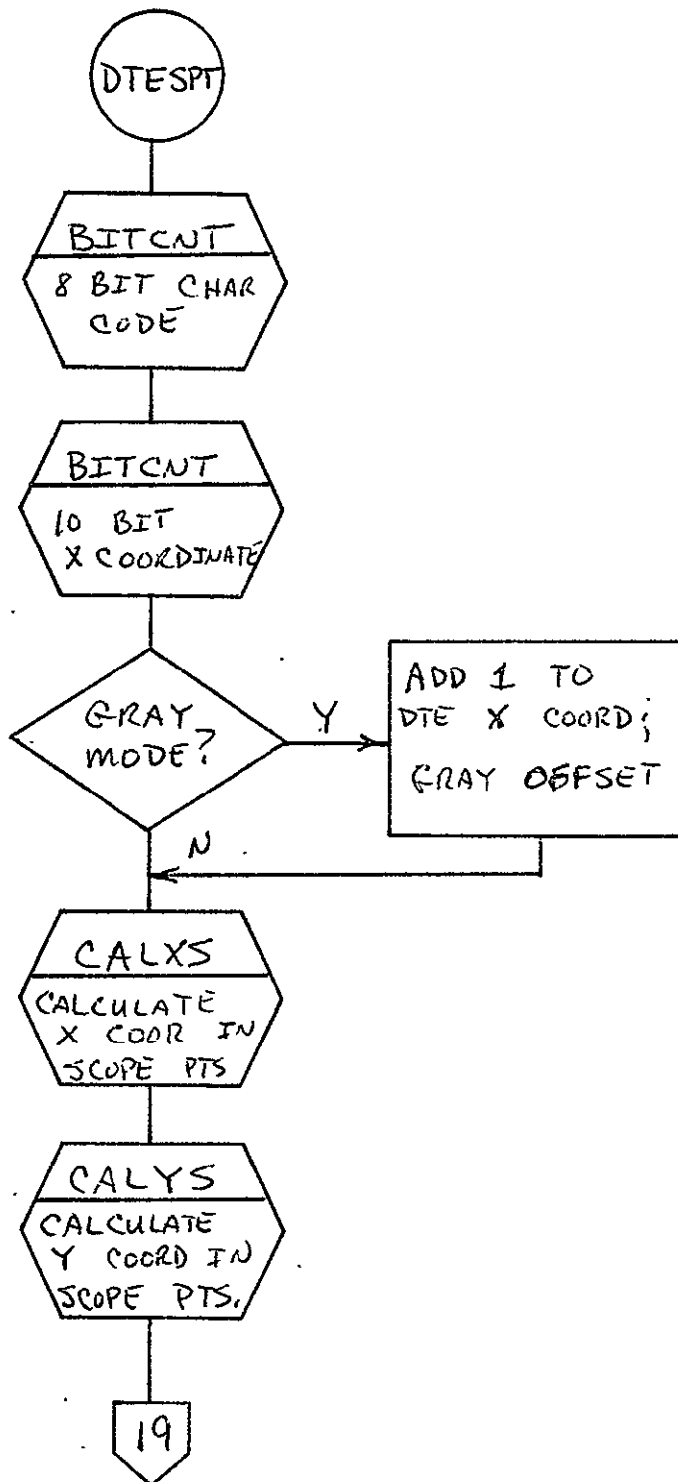 DTESPT
BITCNT
8 BIT CHAR
CODE
BITCNT
10 BIT
X COORDINATE
GRAY
MODE?
Y
ADD 1 TO
DTE X COORD;
GRAY OFFSET
N
CALXS
CALCULATE
X COOR IN
SCOPE PTS
CALYS
CALCULATE
Y COORD IN
SCOPE PTS.
19